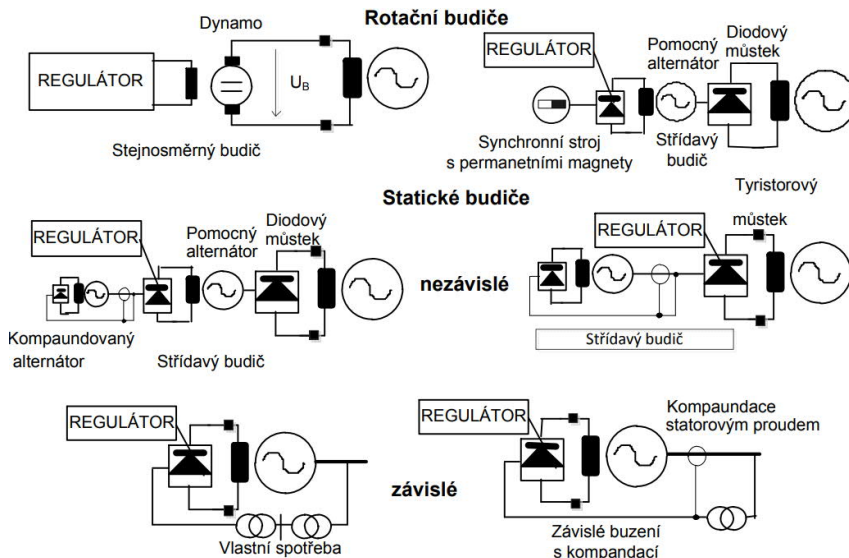 Rotační budiče
Dynamo
REGULÁTOR
U_B
Stejnosměrný budič
REGULÁTOR
Pomocný
alternátor
Diodový
můstek
Synchronní stroj
s permanetními magnety
Střídavý
budič
Statické budiče
REGULÁTOR
Pomocný
alternátor
Diodový
můstek
Kompaundovaný
alternátor
Střídavý budič
nezávislé
Tyristorový
můstek
REGULÁTOR
Střídavý budič
REGULÁTOR
Vlastní spotřeba
závislé
REGULÁTOR
Kompaundace
statorovým proudem
Závislé buzení
s kompandací